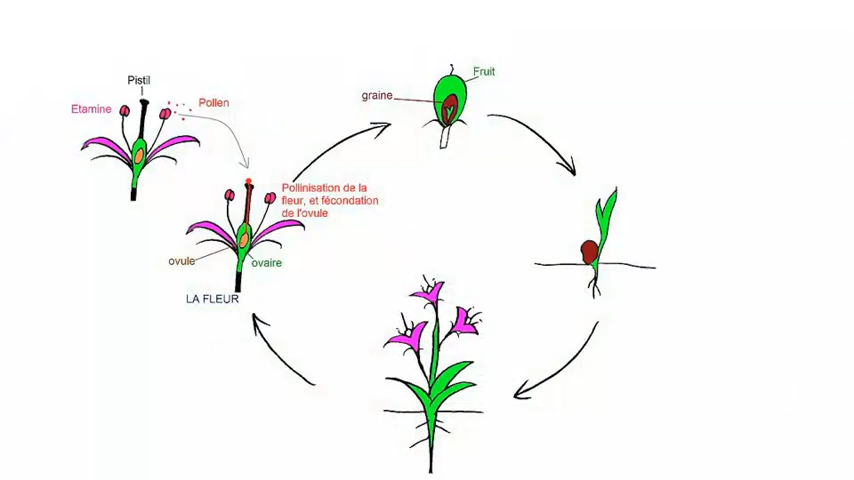 Pistil
Etamine
Pollen
Pollinisation de la
fleur, et fécondation
de l'ovule
ovule
ovaire
LA FLEUR
Fruit
graine